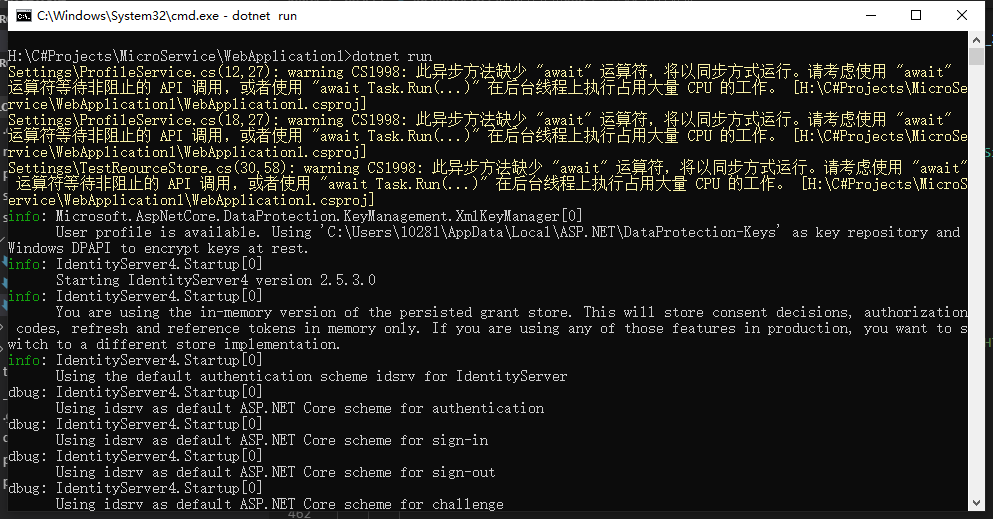 C:\Windows\System32\cmd.exe - dotnet  run
H:\C#Projects\MicroService\WebApplication1>dotnet run
Settings\ProfileService.cs(12,27): warning CS1998: 此异步方法缺少 "await" 运算符，将以同步方式运行。请考虑使用 "await"
运算符等待非阻止的 API 调用，或者使用 "await Task.Run(...)" 在后台线程上执行占用大量 CPU 的工作。 [H:\C#Projects\MicroSe
rvice\WebApplication1\WebApplication1.csproj]
Settings\ProfileService.cs(18,27): warning CS1998: 此异步方法缺少 "await" 运算符，将以同步方式运行。请考虑使用 "await"
运算符等待非阻止的 API 调用，或者使用 "await Task.Run(...)" 在后台线程上执行占用大量 CPU 的工作。 [H:\C#Projects\MicroSe
rvice\WebApplication1\WebApplication1.csproj]
Settings\TestReourceStore.cs(30,58): warning CS1998: 此异步方法缺少 "await" 运算符，将以同步方式运行。请考虑使用 "await"
运算符等待非阻止的 API 调用，或者使用 "await Task.Run(...)" 在后台线程上执行占用大量 CPU 的工作。 [H:\C#Projects\MicroS
ervice\WebApplication1\WebApplication1.csproj]
info: Microsoft.AspNetCore.DataProtection.KeyManagement.XmlKeyManager[0]
User profile is available. Using 'C:\Users\10281\AppData\Local\ASP.NET\DataProtection-Keys' as key repository and
Windows DPAPI to encrypt keys at rest.
info: IdentityServer4.Startup[0]
Starting IdentityServer4 version 2.5.3.0
info: IdentityServer4.Startup[0]
You are using the in-memory version of the persisted grant store. This will store consent decisions, authorization
codes, refresh and reference tokens in memory only. If you are using any of those features in production, you want to s
witch to a different store implementation.
info: IdentityServer4.Startup[0]
Using the default authentication scheme idsrv for IdentityServer
dbug: IdentityServer4.Startup[0]
Using idsrv as default ASP.NET Core scheme for authentication
dbug: IdentityServer4.Startup[0]
Using idsrv as default ASP.NET Core scheme for sign-in
dbug: IdentityServer4.Startup[0]
Using idsrv as default ASP.NET Core scheme for sign-out
dbug: IdentityServer4.Startup[0]
Using idsrv as default ASP.NET Core scheme for challenge
462